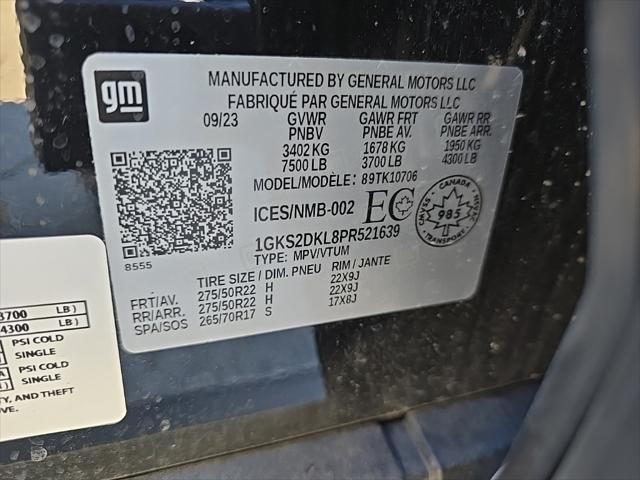 gm
MANUFACTURED BY GENERAL MOTORS LLC
FABRIQUÉ PAR GENERAL MOTORS LLC
09/23 GVWR GAWR FRT GAWR RR
PNBV PNBE AV. PNBE ARR.
3402 KG 1678 KG 1950 KG
7500 LB 3700 LB 4300 LB
MODEL/MODÈLE: 89TK10706
ICES/NMB-002 EC
CANADA
CMVSS - NSVAC
985
TRANSPORT
1GKS2DKL8PR521639
TYPE: MPV/VTUM
8555
TIRE SIZE / DIM. PNEU RIM / JANTE
FRT/AV. 275/50R22 H 22X9J
RR/ARR. 275/50R22 H 22X9J
SPA/SOS 265/70R17 S 17X8J
3700 LB)
4300 LB)
PSI COLD
SINGLE
PSI COLD
SINGLE
TY, AND THEFT
VE.